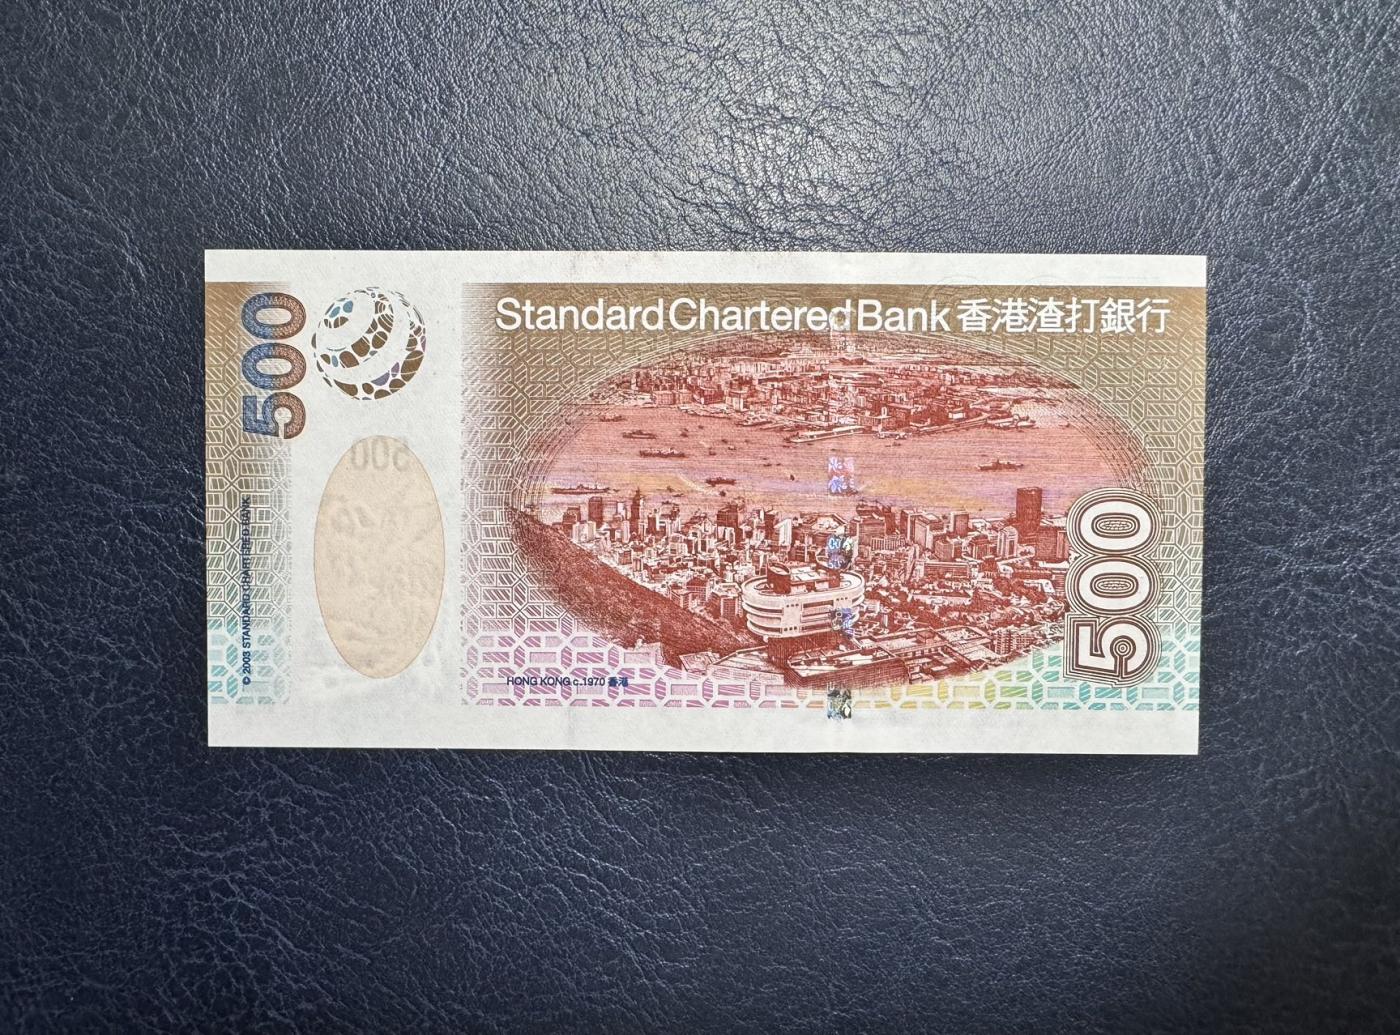 Standard Chartered Bank 香港渣打銀行
500
500
© 2003 STANDARD CHARTERED BANK
HONG KONG c.1970 香港
500